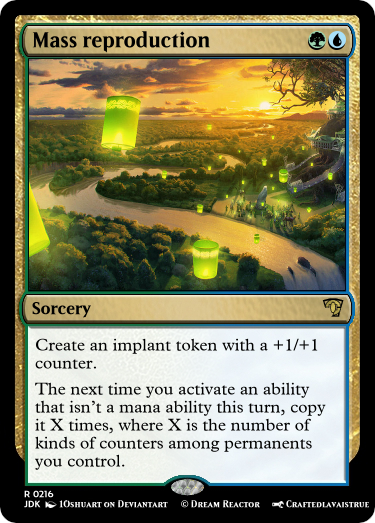 Mass reproduction
Sorcery
Create an implant token with a +1/+1
counter.
The next time you activate an ability
that isn't a mana ability this turn, copy
it X times, where X is the number of
kinds of counters among permanents
you control.
R 0216
JDK 1Oshuart on Deviantart © Dream Reactor Craftedlavaistrue